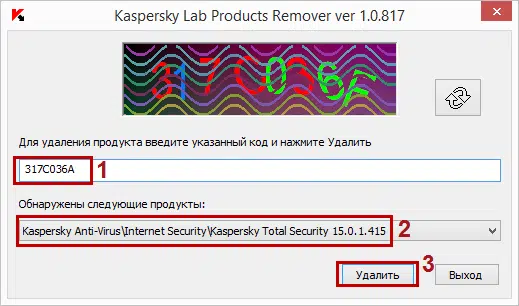 Kaspersky Lab Products Remover ver 1.0.817
317C036A
Для удаления продукта введите указанный код и нажмите Удалить
317C036A 1
Обнаружены следующие продукты:
Kaspersky Anti-Virus\Internet Security\Kaspersky Total Security 15.0.1.415 2
Удалить 3 Выход